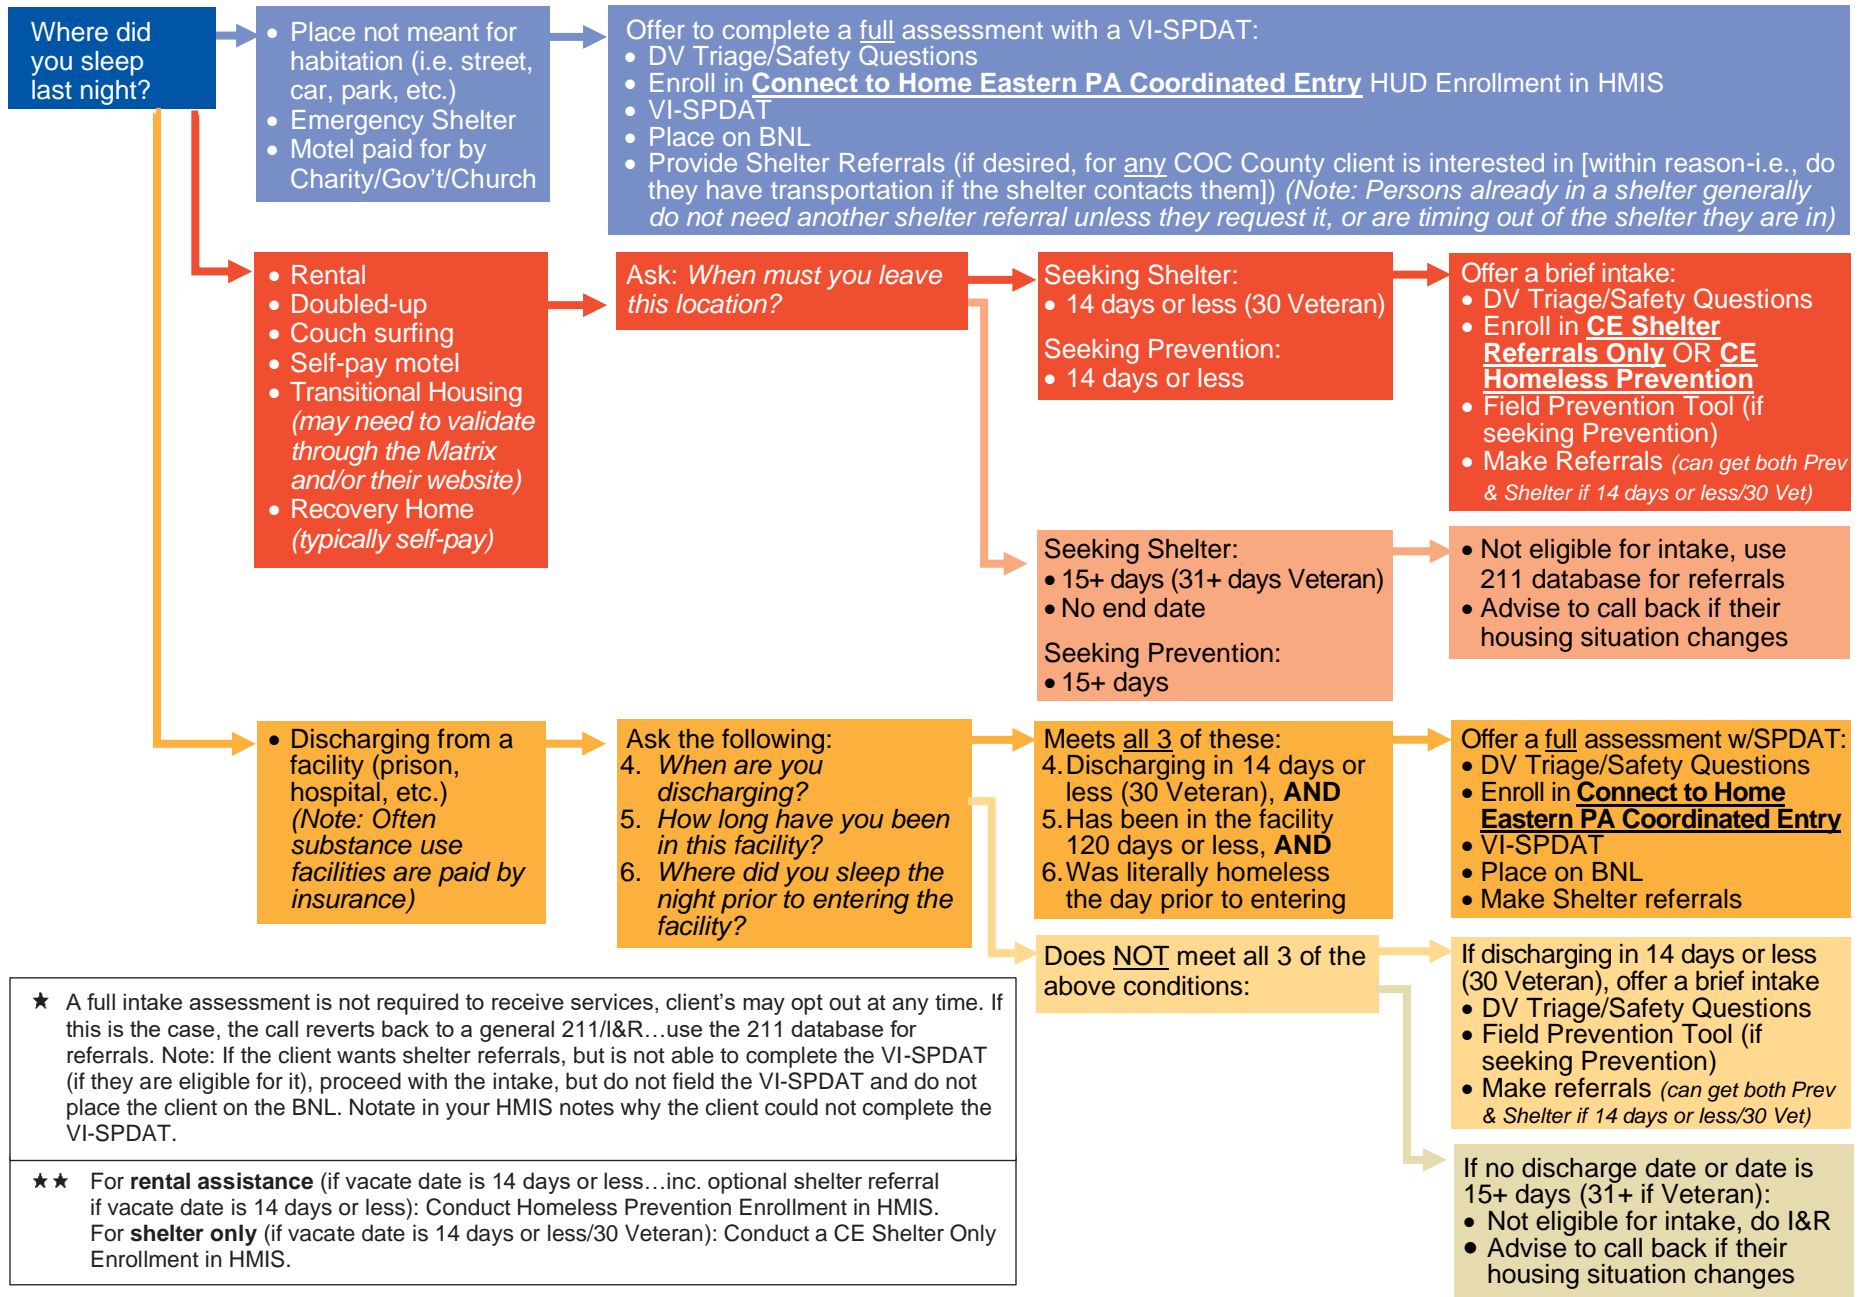 Where did
you sleep
last night?
• Place not meant for
habitation (i.e. street,
car, park, etc.)
• Emergency Shelter
• Motel paid for by
Charity/Gov't/Church
Offer to complete a full assessment with a VI-SPDAT:
• DV Triage/Safety Questions
• Enroll in Connect to Home Eastern PA Coordinated Entry HUD Enrollment in HMIS
• VI-SPDAT
• Place on BNL
• Provide Shelter Referrals (if desired, for any COC County client is interested in [within reason-i.e., do
they have transportation if the shelter contacts them]) (Note: Persons already in a shelter generally
do not need another shelter referral unless they request it, or are timing out of the shelter they are in)
• Rental
• Doubled-up
• Couch surfing
• Self-pay motel
• Transitional Housing
(may need to validate
through the Matrix
and/or their website)
• Recovery Home
(typically self-pay)
Ask: When must you leave
this location?
Seeking Shelter:
• 14 days or less (30 Veteran)
Seeking Prevention:
• 14 days or less
Offer a brief intake:
• DV Triage/Safety Questions
• Enroll in CE Shelter
Referrals Only OR CE
Homeless Prevention
• Field Prevention Tool (if
seeking Prevention)
• Make Referrals (can get both Prev
& Shelter if 14 days or less/30 Vet)
Seeking Shelter:
• 15+ days (31+ days Veteran)
• No end date
Seeking Prevention:
• 15+ days
• Not eligible for intake, use
211 database for referrals
• Advise to call back if their
housing situation changes
• Discharging from a
facility (prison,
hospital, etc.)
(Note: Often
substance use
facilities are paid by
insurance)
Ask the following:
4. When are you
discharging?
5. How long have you been
in this facility?
6. Where did you sleep the
night prior to entering the
facility?
Meets all 3 of these:
4. Discharging in 14 days or
less (30 Veteran), AND
5. Has been in the facility
120 days or less, AND
6. Was literally homeless
the day prior to entering
Offer a full assessment w/SPDAT:
• DV Triage/Safety Questions
• Enroll in Connect to Home
Eastern PA Coordinated Entry
• VI-SPDAT
• Place on BNL
• Make Shelter referrals
Does NOT meet all 3 of the
above conditions:
If discharging in 14 days or less
(30 Veteran), offer a brief intake
• DV Triage/Safety Questions
• Field Prevention Tool (if
seeking Prevention)
• Make referrals (can get both Prev
& Shelter if 14 days or less/30 Vet)
If no discharge date or date is
15+ days (31+ if Veteran):
• Not eligible for intake, do I&R
• Advise to call back if their
housing situation changes
★ A full intake assessment is not required to receive services, client's may opt out at any time. If
this is the case, the call reverts back to a general 211/I&R…use the 211 database for
referrals. Note: If the client wants shelter referrals, but is not able to complete the VI-SPDAT
(if they are eligible for it), proceed with the intake, but do not field the VI-SPDAT and do not
place the client on the BNL. Notate in your HMIS notes why the client could not complete the
VI-SPDAT.
★★ For rental assistance (if vacate date is 14 days or less…inc. optional shelter referral
if vacate date is 14 days or less): Conduct Homeless Prevention Enrollment in HMIS.
For shelter only (if vacate date is 14 days or less/30 Veteran): Conduct a CE Shelter Only
Enrollment in HMIS.